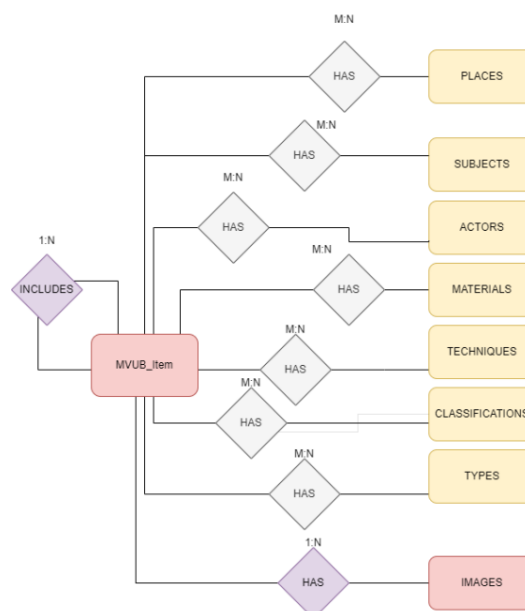 M:N
HAS
PLACES
M:N
HAS
SUBJECTS
M:N
HAS
ACTORS
1:N
INCLUDES
M:N
HAS
MATERIALS
MVUB_Item
M:N
HAS
TECHNIQUES
M:N
HAS
CLASSIFICATIONS
M:N
HAS
TYPES
1:N
HAS
IMAGES